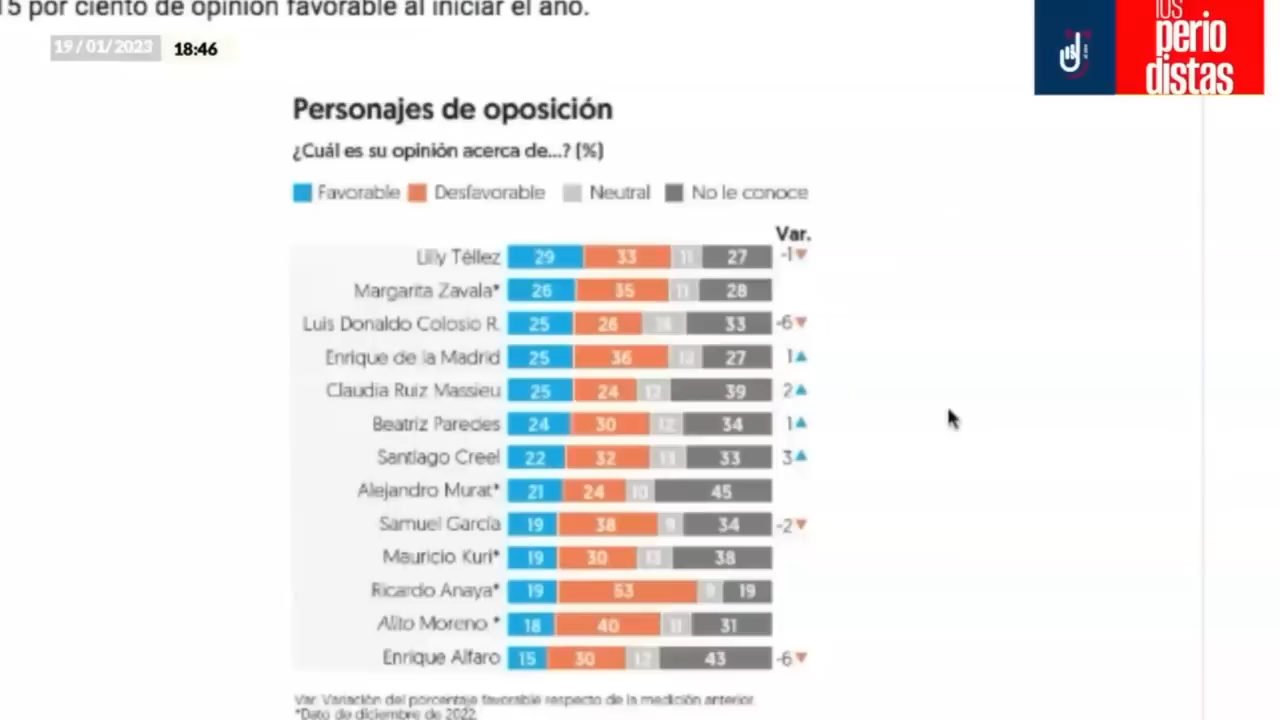 15 por ciento de opinión favorable al iniciar el año.
19/01/2023 18:46
los
perio
distas
Personajes de oposición
¿Cuál es su opinión acerca de...? (%)
Favorable Desfavorable Neutral No le conoce
Var.
Lilly Téllez 29 33 11 27 -1▼
Margarita Zavala* 26 35 11 28
Luis Donaldo Colosio R. 25 26 33 -6▼
Enrique de la Madrid 25 36 27 1▲
Claudia Ruiz Massieu 25 24 12 39 2▲
Beatriz Paredes 24 30 12 34 1▲
Santiago Creel 22 32 13 33 3▲
Alejandro Murat* 21 24 10 45
Samuel García 19 38 9 34 -2▼
Mauricio Kuri* 19 30 13 38
Ricardo Anaya* 19 53 9 19
Alito Moreno * 18 40 11 31
Enrique Alfaro 15 30 12 43 -6▼
Var. Variación del porcentaje favorable respecto de la medición anterior.
*Dato de diciembre de 2022